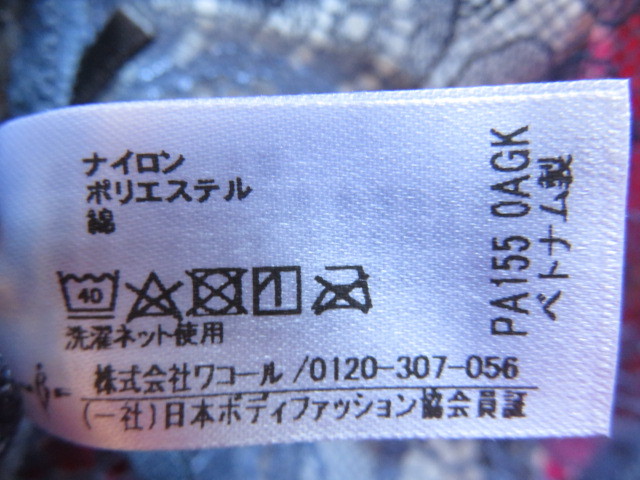 ナイロン
ポリエステル
綿
40
洗濯ネット使用
株式会社ワコール/0120-307-056
(一社)日本ボディファッション協会会員証
PA155 0AGK
ベトナム製